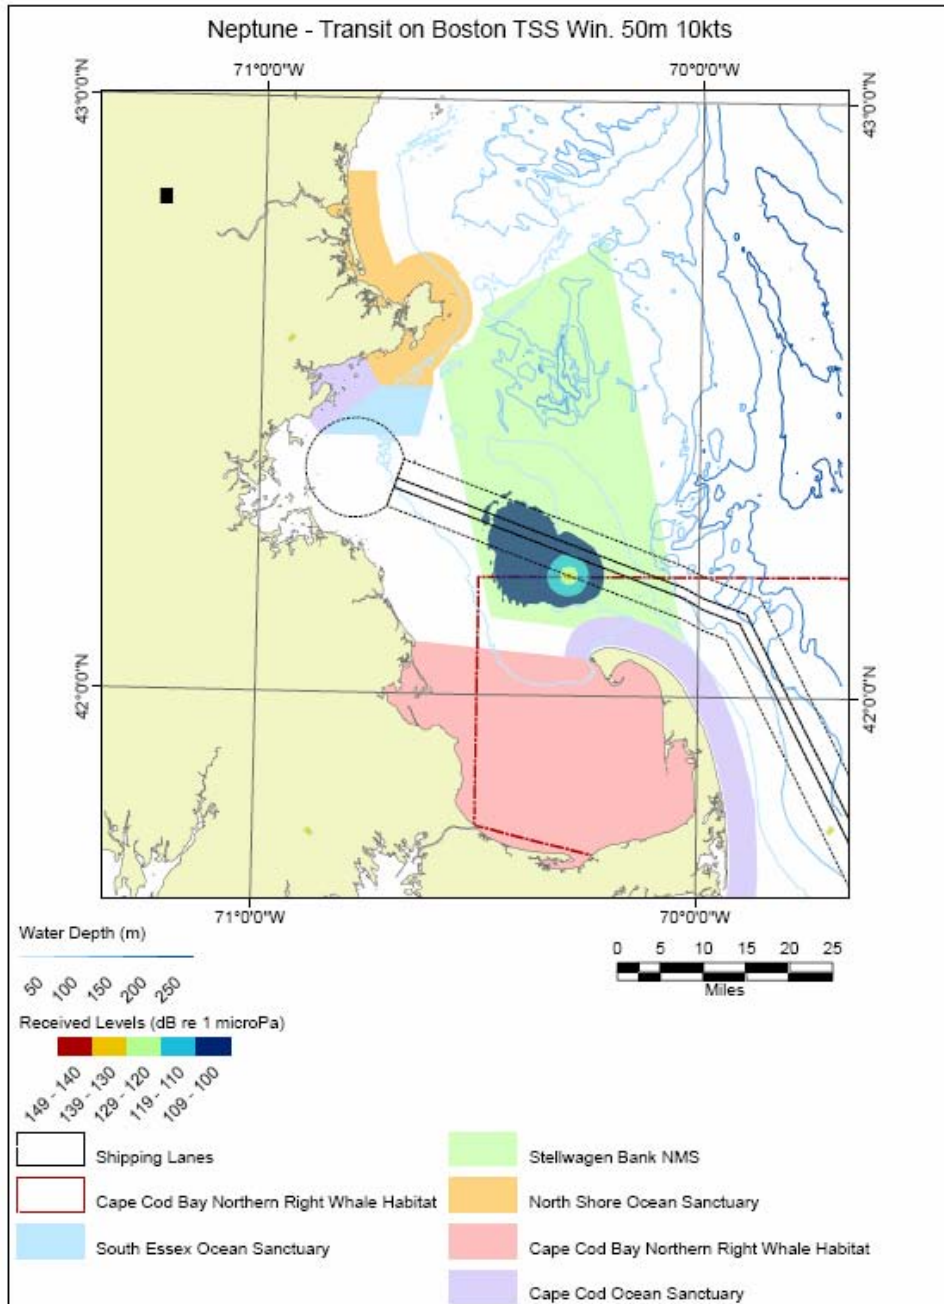 Neptune - Transit on Boston TSS Win. 50m 10kts
71°0'0"W 70°0'0"W
43°0'0"N 43°0'0"N
42°0'0"N 42°0'0"N
71°0'0"W 70°0'0"W
Water Depth (m)
50 100 150 200 250
0 5 10 15 20 25
Miles
Received Levels (dB re 1 microPa)
149 - 140
139 - 130
129 - 120
119 - 110
109 - 100
Shipping Lanes
Stellwagen Bank NMS
Cape Cod Bay Northern Right Whale Habitat
North Shore Ocean Sanctuary
South Essex Ocean Sanctuary
Cape Cod Bay Northern Right Whale Habitat
Cape Cod Ocean Sanctuary